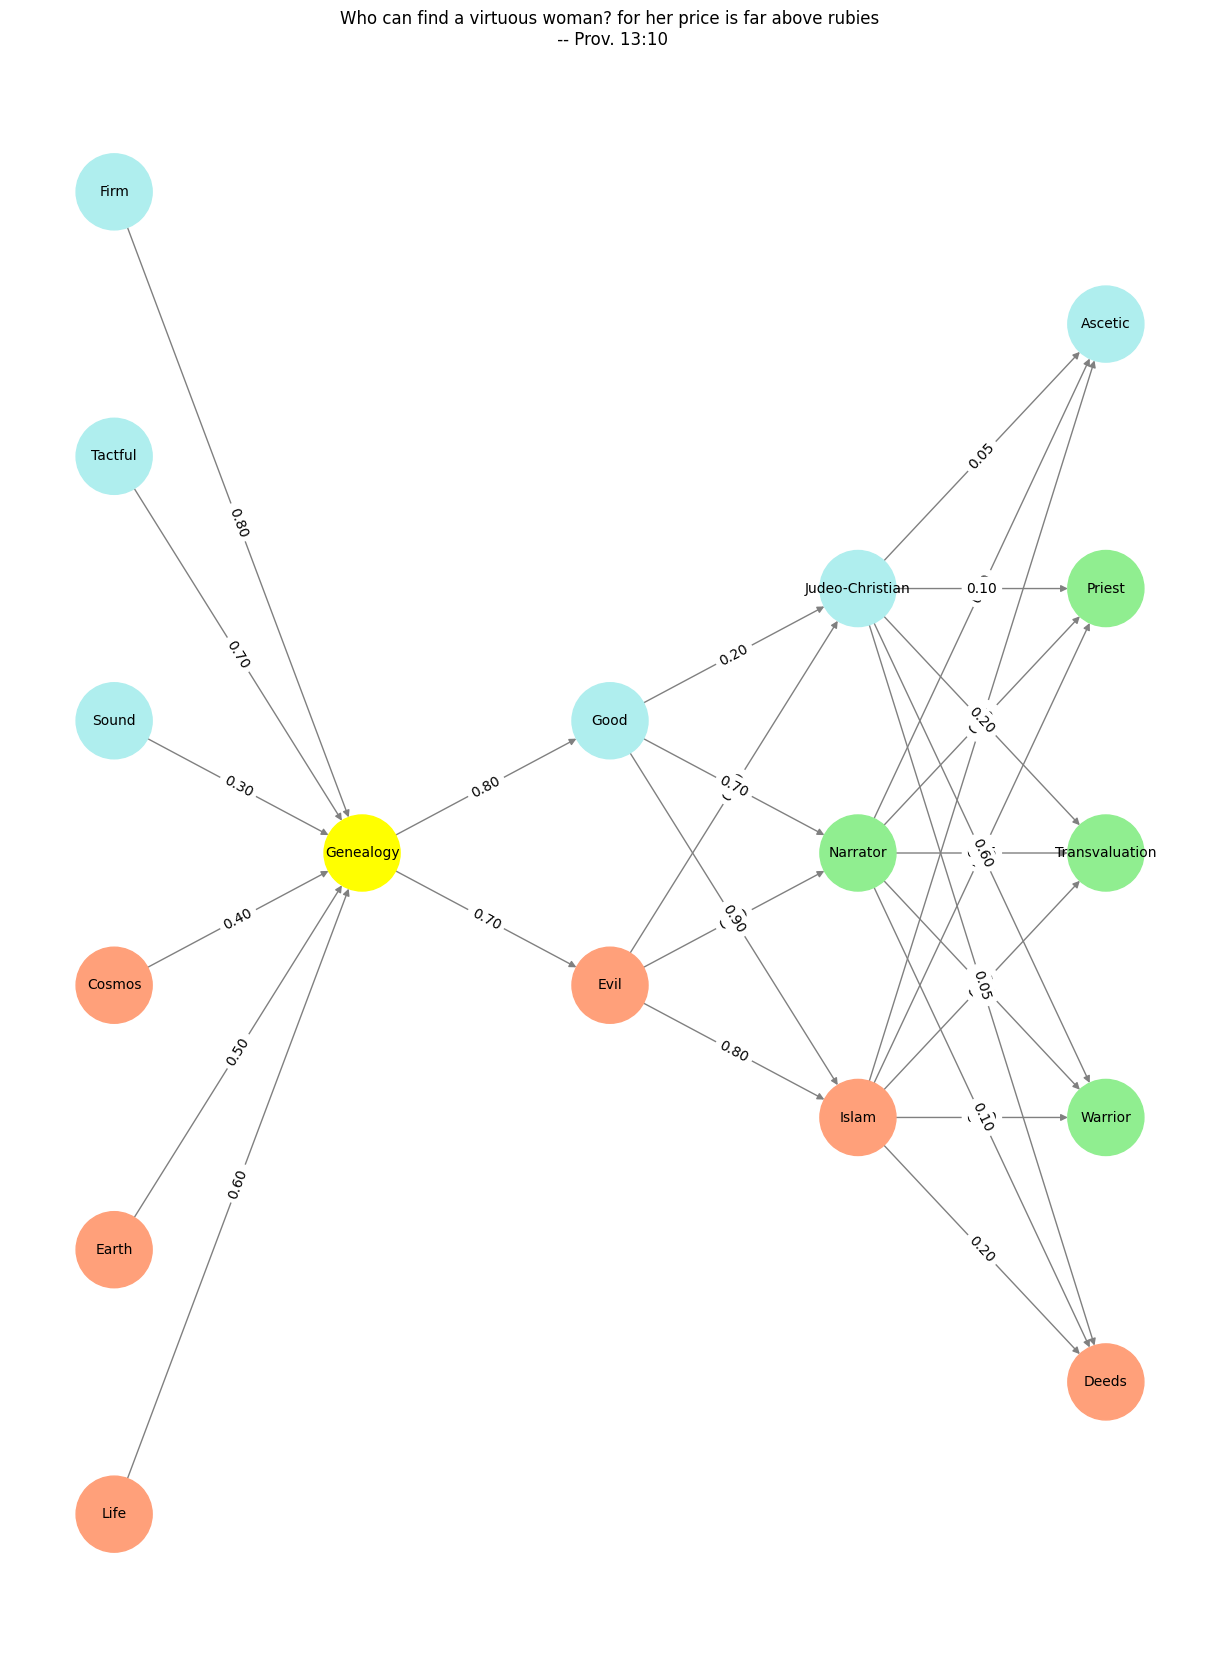 Who can find a virtuous woman? for her price is far above rubies
-- Prov. 13:10
Firm
Ascetic
Tactful
0.05
0.80
Judeo-Christian
0.10
Priest
0.70
0.20
Sound
Good
0.20
0.30
0.80
0.70
Genealogy
Narrator
0.60
Transvaluation
0.40
0.70
0.90
Cosmos
Evil
0.05
0.50
0.80
Islam
0.10
Warrior
0.60
Earth
0.20
Deeds
Life